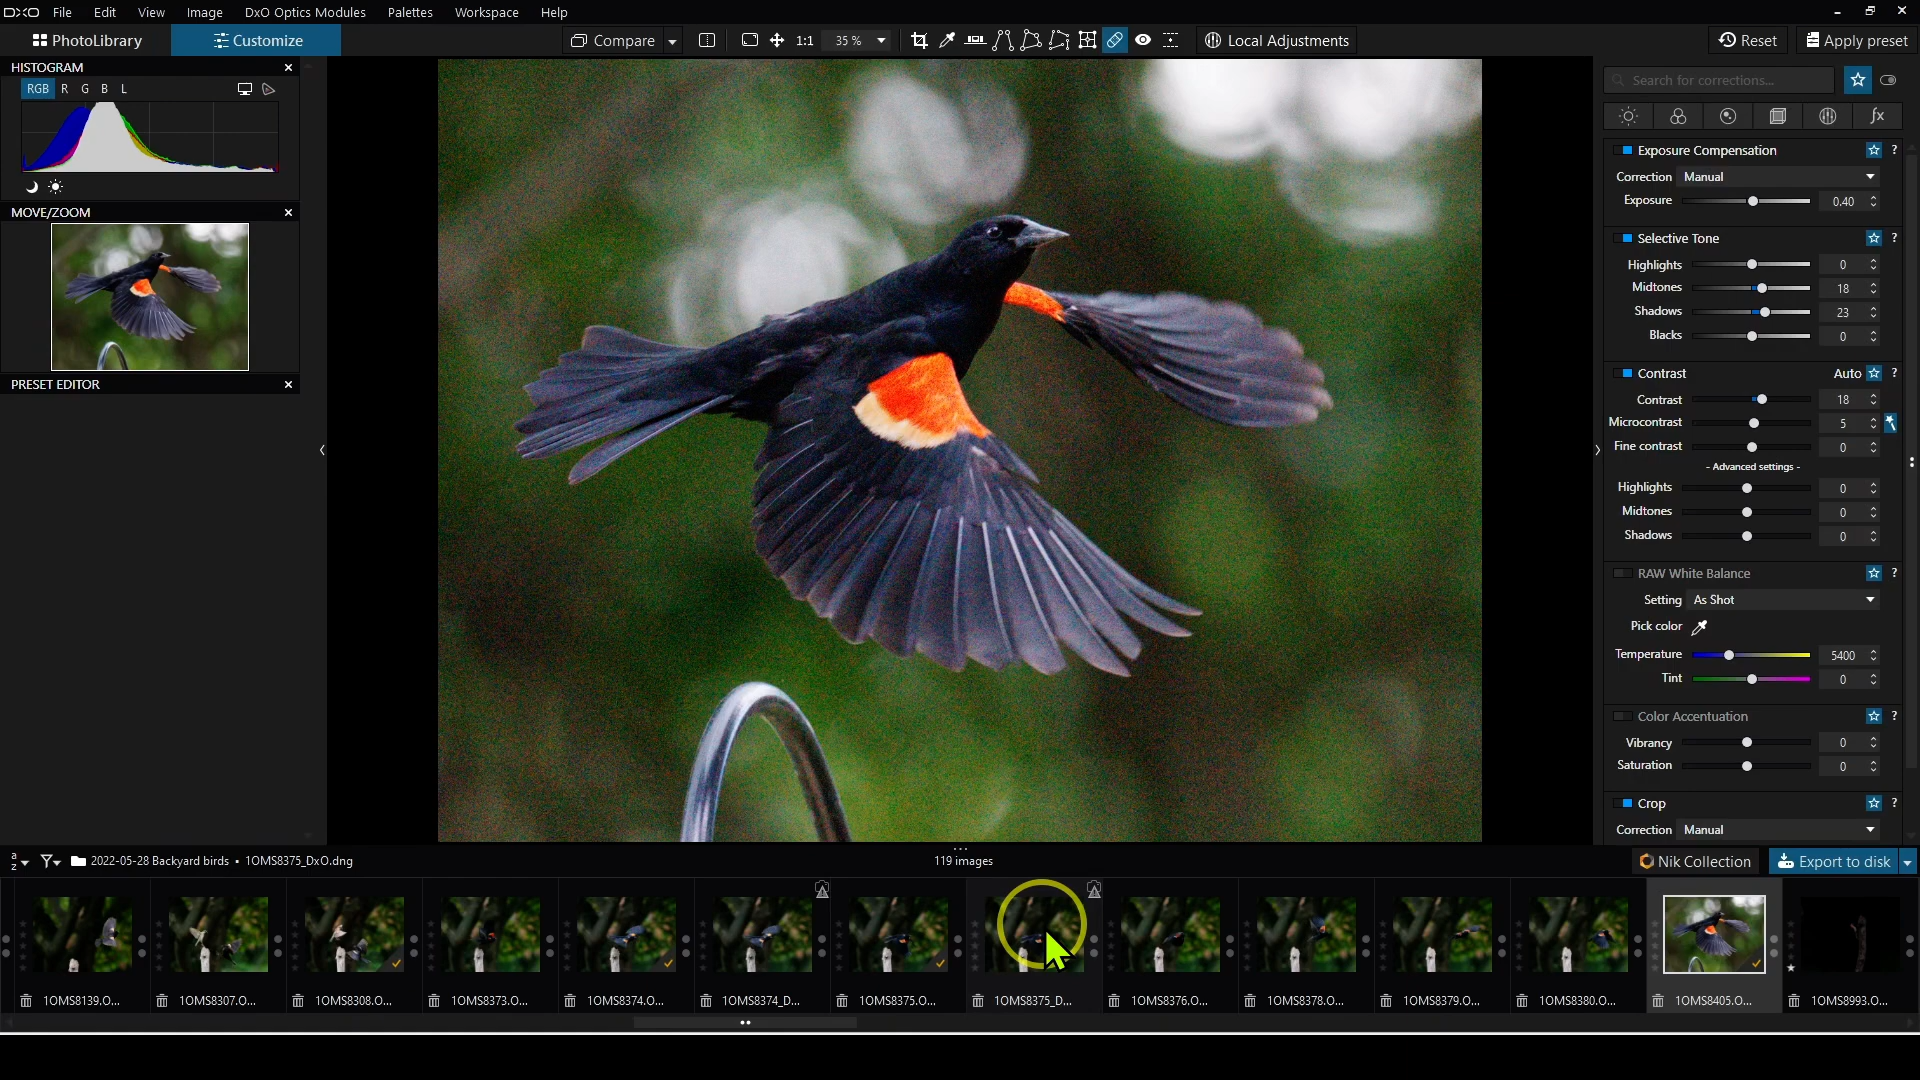 DXO File Edit View Image DxO Optics Modules Palettes Workspace Help
PhotoLibrary Customize Compare 1:1 35 % Local Adjustments Reset Apply preset
HISTOGRAM
RGB R G B L
MOVE/ZOOM
PRESET EDITOR
Search for corrections...
fx
Exposure Compensation ?
Correction Manual
Exposure 0.40
Selective Tone ?
Highlights 0
Midtones 18
Shadows 23
Blacks 0
Contrast Auto ?
Contrast 18
Microcontrast 5
Fine contrast 0
- Advanced settings -
Highlights 0
Midtones 0
Shadows 0
RAW White Balance ?
Setting As Shot
Pick color
Temperature 5400
Tint 0
Color Accentuation ?
Vibrancy 0
Saturation 0
Crop ?
Correction Manual
a z 2022-05-28 Backyard birds • 1OMS8375_DxO.dng 119 images Nik Collection Export to disk
1OMS8139.O... 1OMS8307.O... 1OMS8308.O... 1OMS8373.O... 1OMS8374.O... 1OMS8374_D... 1OMS8375.O... 1OMS8375_D... 1OMS8376.O... 1OMS8378.O... 1OMS8379.O... 1OMS8380.O... 1OMS8405.O... 1OMS8993.O...